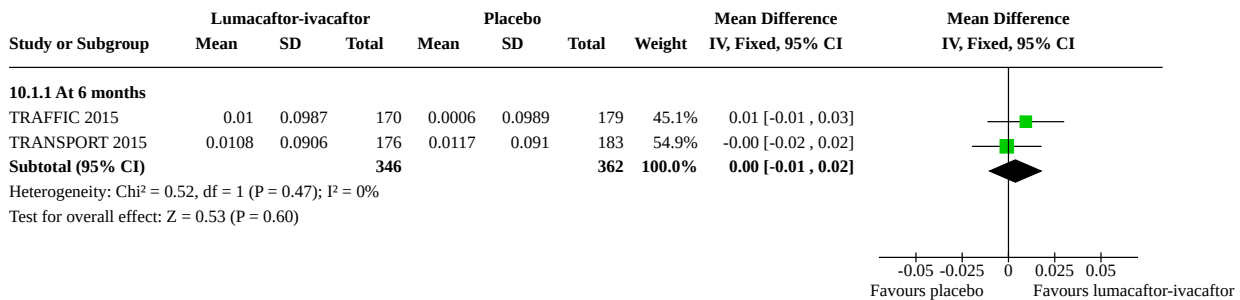 Lumacaftor-ivacaftor Placebo Mean Difference Mean Difference
Study or Subgroup Mean SD Total Mean SD Total Weight IV, Fixed, 95% CI IV, Fixed, 95% CI
10.1.1 At 6 months
TRAFFIC 2015 0.01 0.0987 170 0.0006 0.0989 179 45.1% 0.01 [-0.01 , 0.03]
TRANSPORT 2015 0.0108 0.0906 176 0.0117 0.091 183 54.9% -0.00 [-0.02 , 0.02]
Subtotal (95% CI) 346 362 100.0% 0.00 [-0.01 , 0.02]
Heterogeneity: Chi² = 0.52, df = 1 (P = 0.47); I² = 0%
Test for overall effect: Z = 0.53 (P = 0.60)
-0.05 -0.025 0 0.025 0.05
Favours placebo Favours lumacaftor-ivacaftor